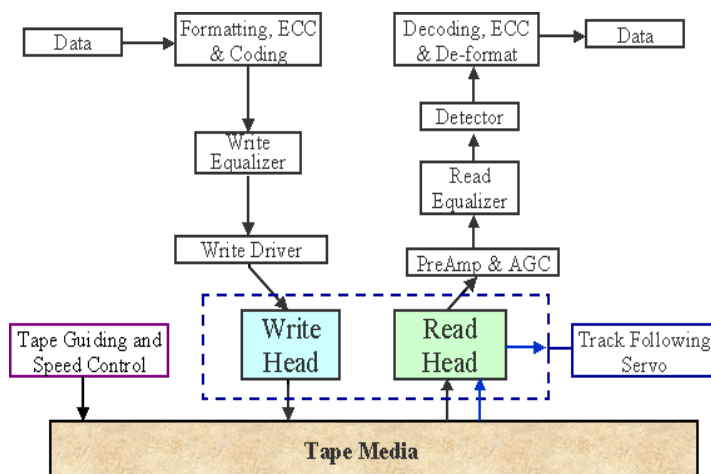 Data
Formatting, ECC
& Coding
Write
Equalizer
Write Driver
Write
Head
Decoding, ECC
& De-format
Data
Detector
Read
Equalizer
PreAmp & AGC
Read
Head
Tape Guiding and
Speed Control
Track Following
Servo
Tape Media